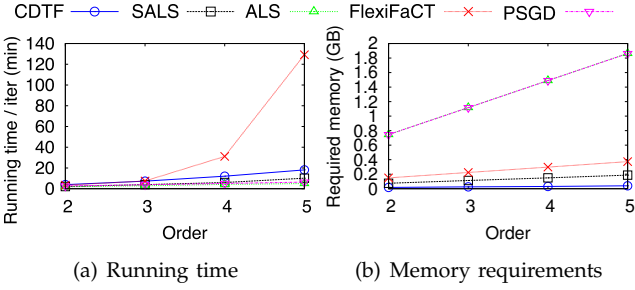 CDTF SALS ALS FlexiFaCT PSGD
Running time / iter (min)
140
120
100
80
60
40
20
0
2 3 4 5
Order
(a) Running time
Required memory (GB)
2
1.8
1.6
1.4
1.2
1
0.8
0.6
0.4
0.2
0
2 3 4 5
Order
(b) Memory requirements